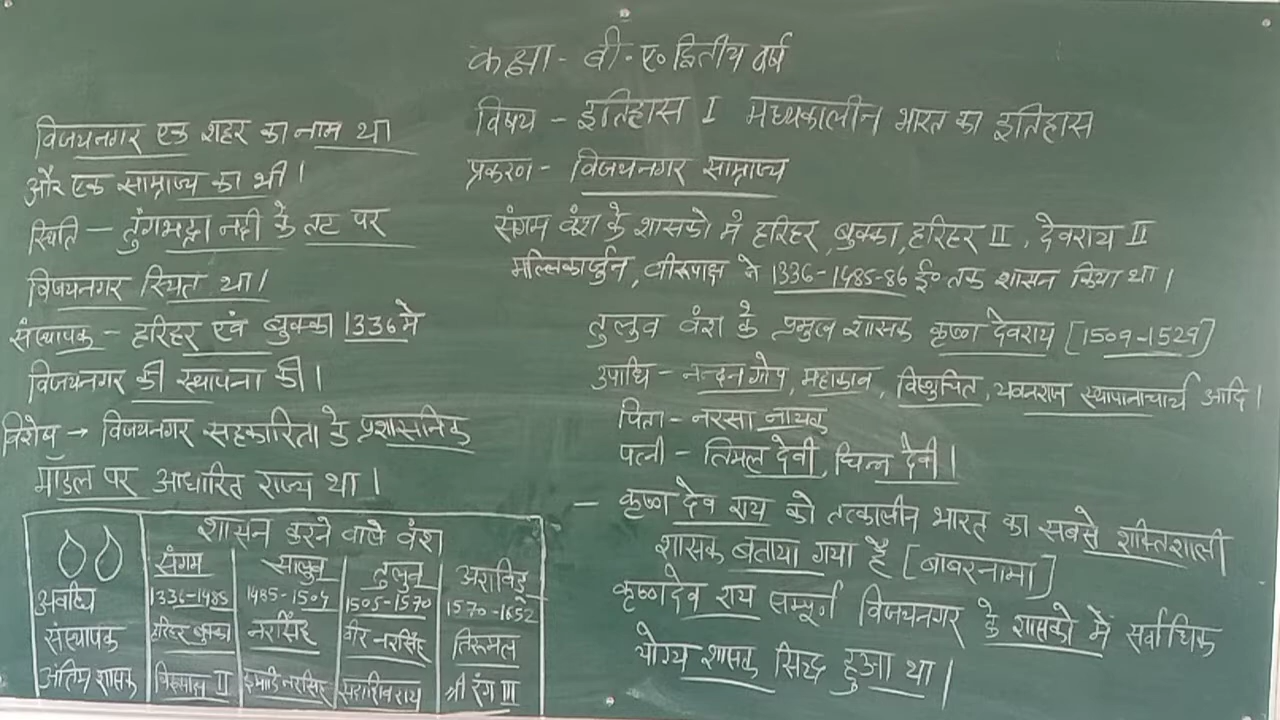 कक्षा - बी.ए० द्वितीय वर्ष
विषय - इतिहास I मध्यकालीन भारत का इतिहास
प्रकरण - विजयनगर साम्राज्य
विजयनगर एक शहर का नाम था
और एक साम्राज्य का भी।
स्थिति - तुंगभद्रा नदी के तट पर
विजयनगर स्थित था।
संस्थापक - हरिहर एवं बुक्का 1336 मे
विजयनगर की स्थापना की।
विशेष → विजयनगर सहकारिता के प्रशासनिक
माडल पर आधारित राज्य था।
शासन करने वाले वंश
संगम सालुव तुलुव अराविडु
अवधि 1336-1485 1485-1504 1505-1570 1570-1652
संस्थापक हरिहर बुक्का नरसिंह वीर नरसिंह तिरूमल
अंतिम शासक विरूपाक्ष II इमाडि नरसिंह सदाशिवराय श्री रंग III
संगम वंश के शासको मे हरिहर, बुक्का, हरिहर II, देवराय II
मल्लिकार्जुन, वीरूपाक्ष ने 1336-1485-86 ई० तक शासन किया था।
तुलुव वंश के प्रमुख शासक कृष्ण देवराय [1509-1529]
उपाधि - नन्दन गोप, महाकाव, विष्णुचित, यवनराज स्थापानाचार्य आदि।
पिता - नरसा नायक
पत्नी - तिमल देवी, चिन्न देवी।
- कृष्ण देव राय को तत्कालीन भारत का सबसे शक्तिशाली
शासक बताया गया है [बाबरनामा]
कृष्णदेव राय सम्पूर्ण विजयनगर के शासको में सर्वाधिक
योग्य शासक सिद्ध हुआ था।